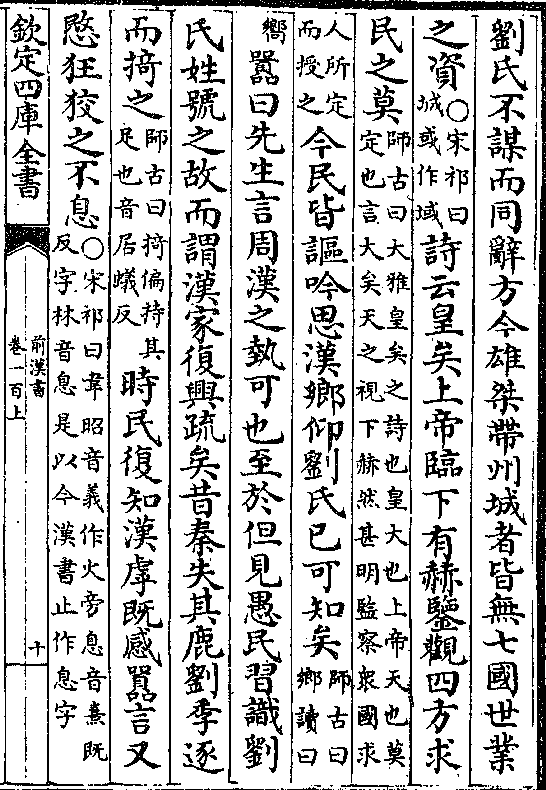 劉氏不謀而同辭方今雄桀帶州城者皆無七國世業
之資〇宋祁曰城或作域詩云皇矣上帝臨下有赫鑒觀四方求
民之莫師古曰大雅皇矣之詩也皇大也上帝天也莫定也言大矣天之視下赫然甚明監察衆國求
人所定而授之今民皆謳吟思漢鄉仰劉氏已可知矣師古曰鄉讀曰
嚮囂曰先生言周漢之埶可也至於但見愚民習識劉
氏姓號之故而謂漢家復興疏矣昔秦失其鹿劉季逐
而掎之師古曰掎偏持其足也音居蟻反時民復知漢虖既感囂言又
愍狂狡之不息〇宋祁曰韋昭音義作火旁息音熹旣反字林音息是以今漢書止作息字
欽定四庫全書
前漢書
卷一百上
十